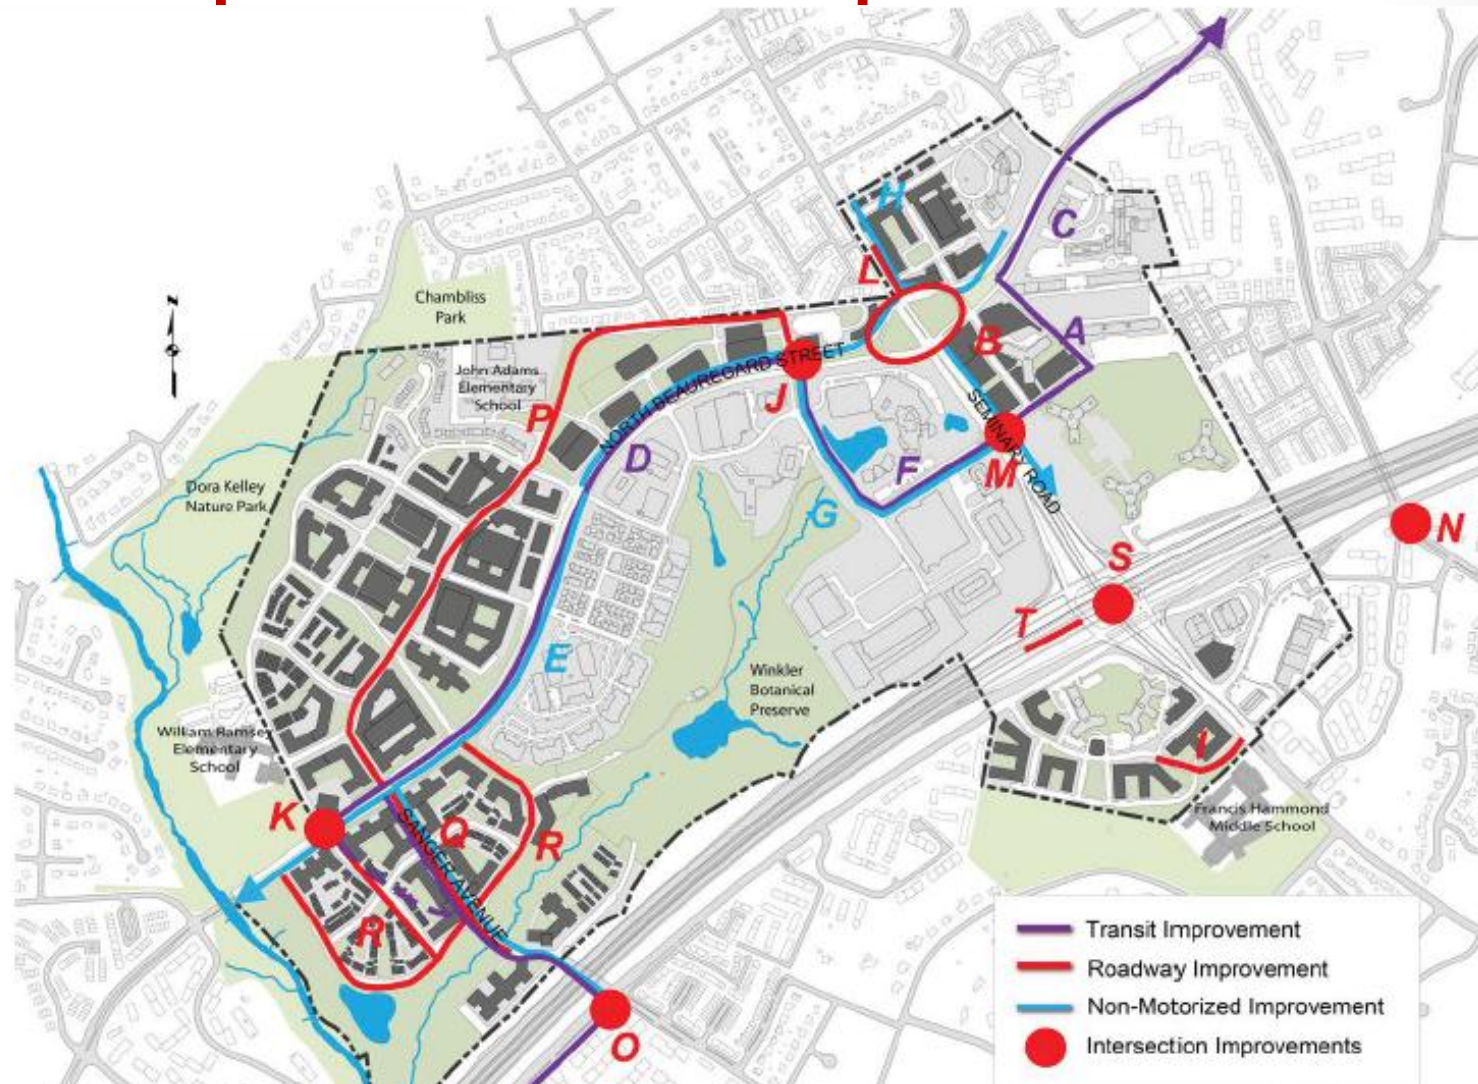 H
C
L
B
A
Chambliss
Park
z
John Adams
Elementary
School
NORTH BEAUREGARD STREET
J
P
D
SEMINARY ROAD
M
F
G
Dora Kelley
Nature Park
N
S
T
E
Winkler
Botanical
Preserve
William Ramsey
Elementary
School
I
Francis Hammond
Middle School
K
Q
R
SANGER AVENUE
R
O
Transit Improvement
Roadway Improvement
Non-Motorized Improvement
Intersection Improvements